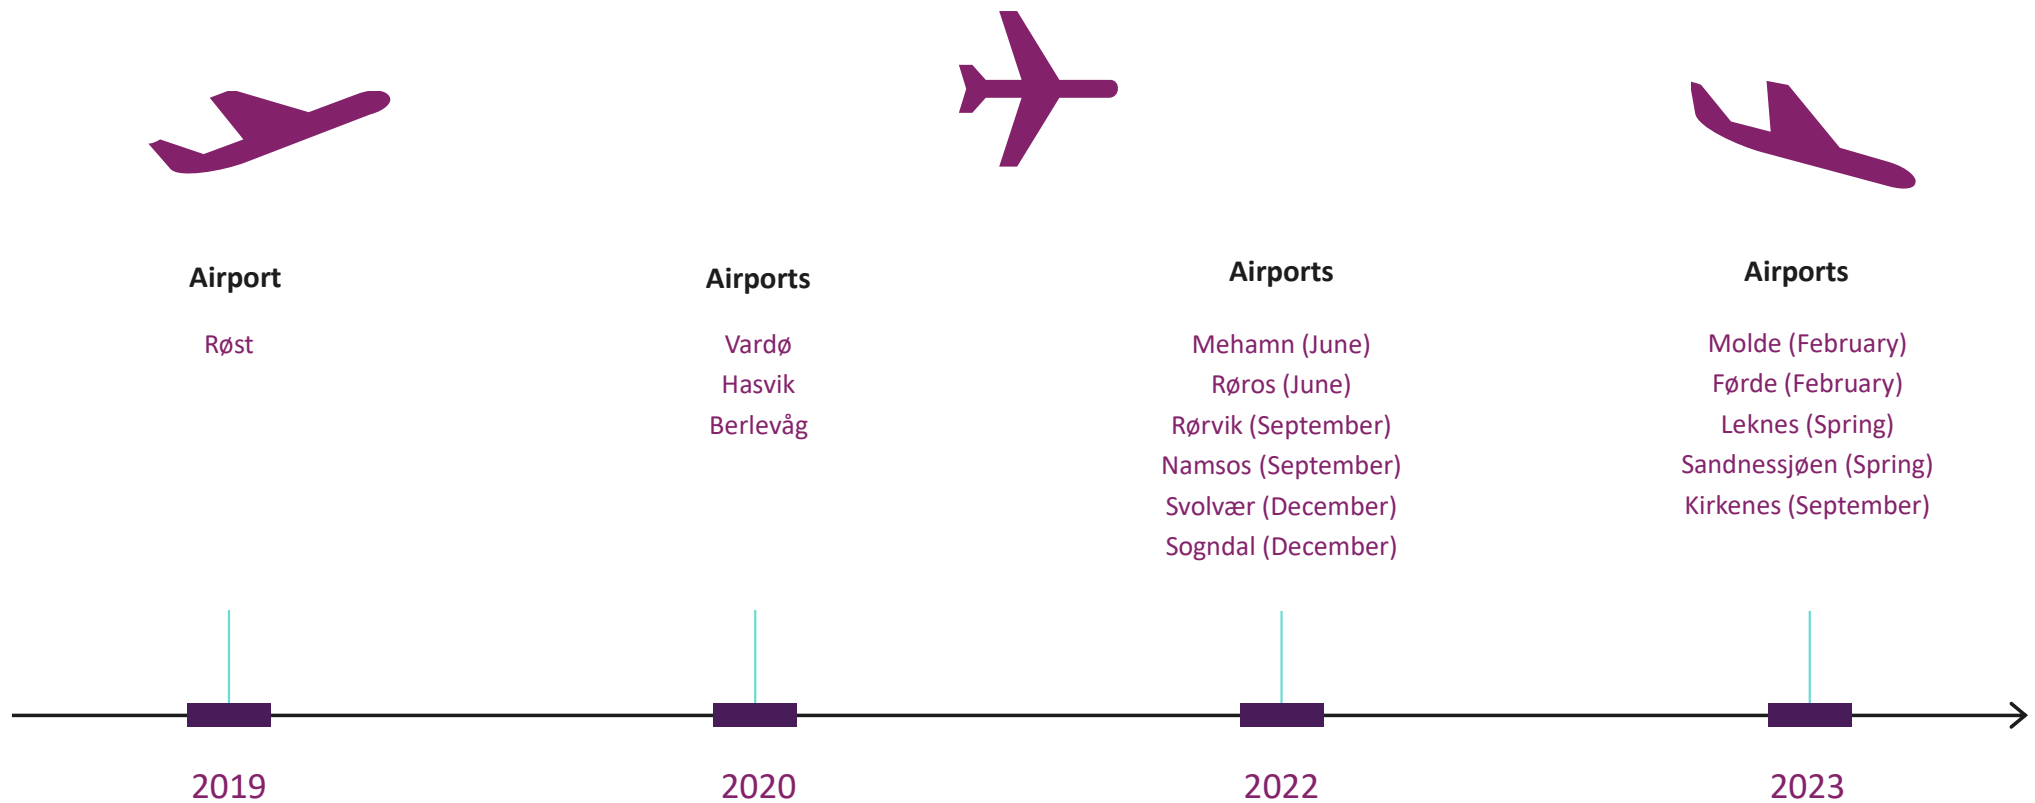 Airport
Røst
2019
Airports
Vardø
Hasvik
Berlevåg
2020
Airports
Mehamn (June)
Røros (June)
Rørvik (September)
Namsos (September)
Svolvær (December)
Sogndal (December)
2022
Airports
Molde (February)
Førde (February)
Leknes (Spring)
Sandnessjøen (Spring)
Kirkenes (September)
2023